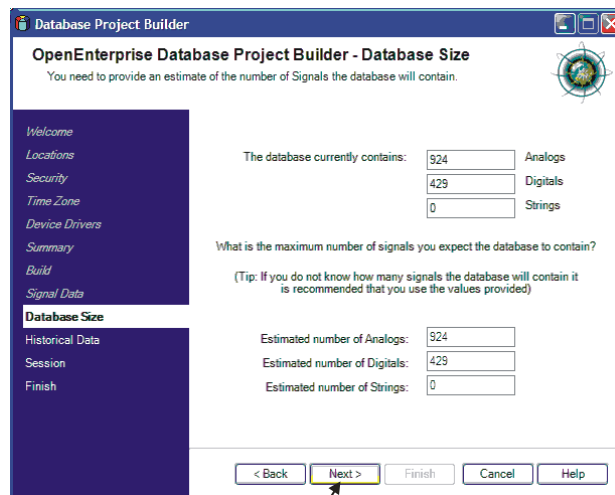 Database Project Builder
OpenEnterprise Database Project Builder - Database Size
You need to provide an estimate of the number of Signals the database will contain.
Welcome
Locations
Security
Time Zone
Device Drivers
Summary
Build
Signal Data
Database Size
Historical Data
Session
Finish
The database currently contains: 924 Analogs
429 Digitals
0 Strings
What is the maximum number of signals you expect the database to contain?
(Tip: If you do not know how many signals the database will contain it
is recommended that you use the values provided)
Estimated number of Analogs: 924
Estimated number of Digitals: 429
Estimated number of Strings: 0
< Back Next > Finish Cancel Help